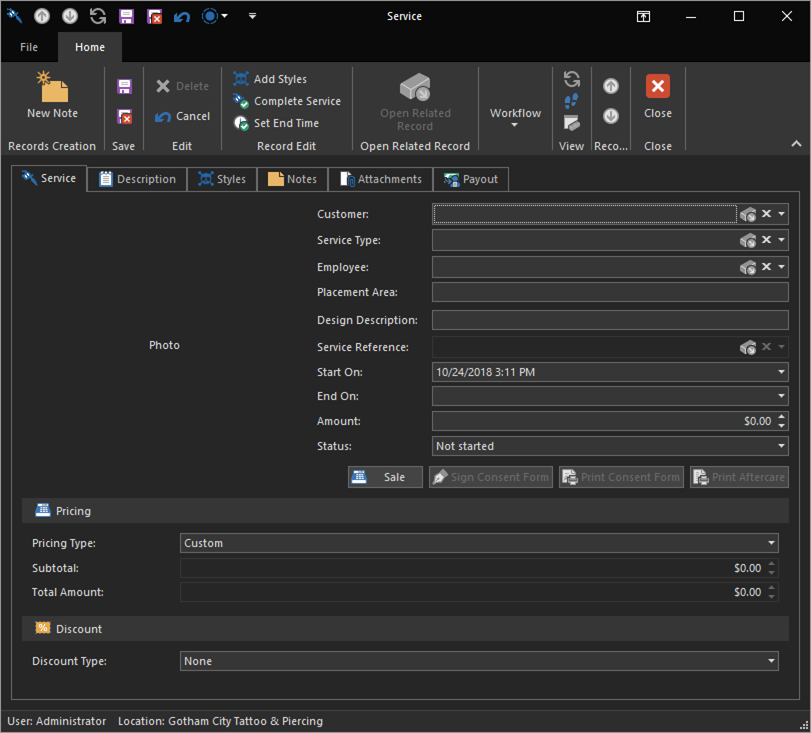 Service
File Home
New Note
Records Creation
Save
Delete
Cancel
Edit
Add Styles
Complete Service
Set End Time
Record Edit
Open Related
Record
Open Related Record
Workflow
View
Reco...
Close
Close
Service Description Styles Notes Attachments Payout
Photo
Customer:
Service Type:
Employee:
Placement Area:
Design Description:
Service Reference:
Start On: 10/24/2018 3:11 PM
End On:
Amount: $0.00
Status: Not started
Sale Sign Consent Form Print Consent Form Print Aftercare
Pricing
Pricing Type: Custom
Subtotal: $0.00
Total Amount: $0.00
% Discount
Discount Type: None
User: Administrator Location: Gotham City Tattoo & Piercing